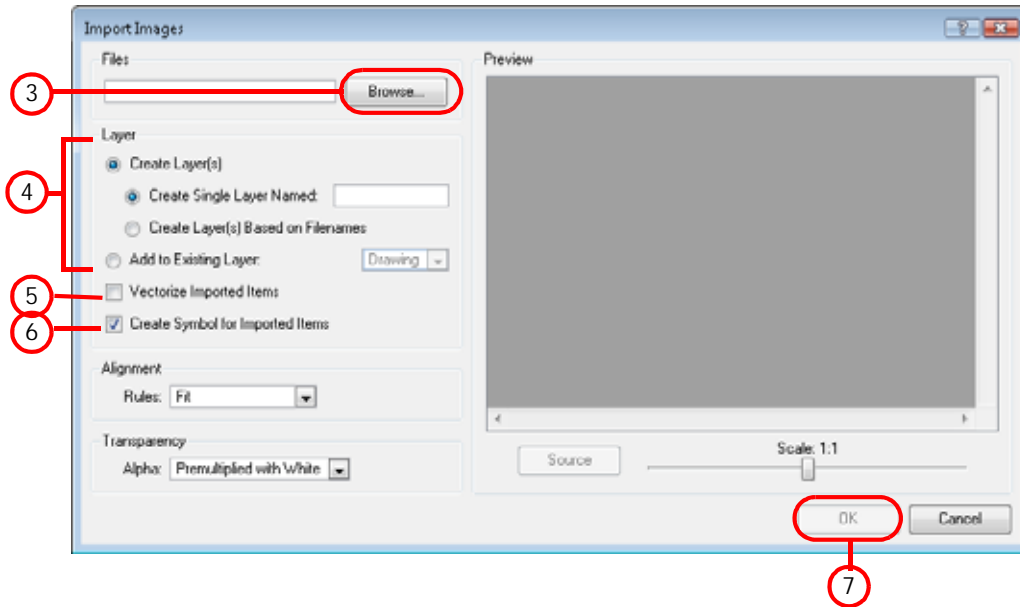 Import Images
Files
3
Browse...
Layer
4
Create Layer(s)
Create Single Layer Named:
Create Layer(s) Based on Filenames
Add to Existing Layer:
Drawing
5
Vectorize Imported Items
6
Create Symbol for Imported Items
Alignment
Rules:
Fit
Transparency
Alpha:
Premultiplied with White
Preview
Source
Scale: 1:1
OK
Cancel
7